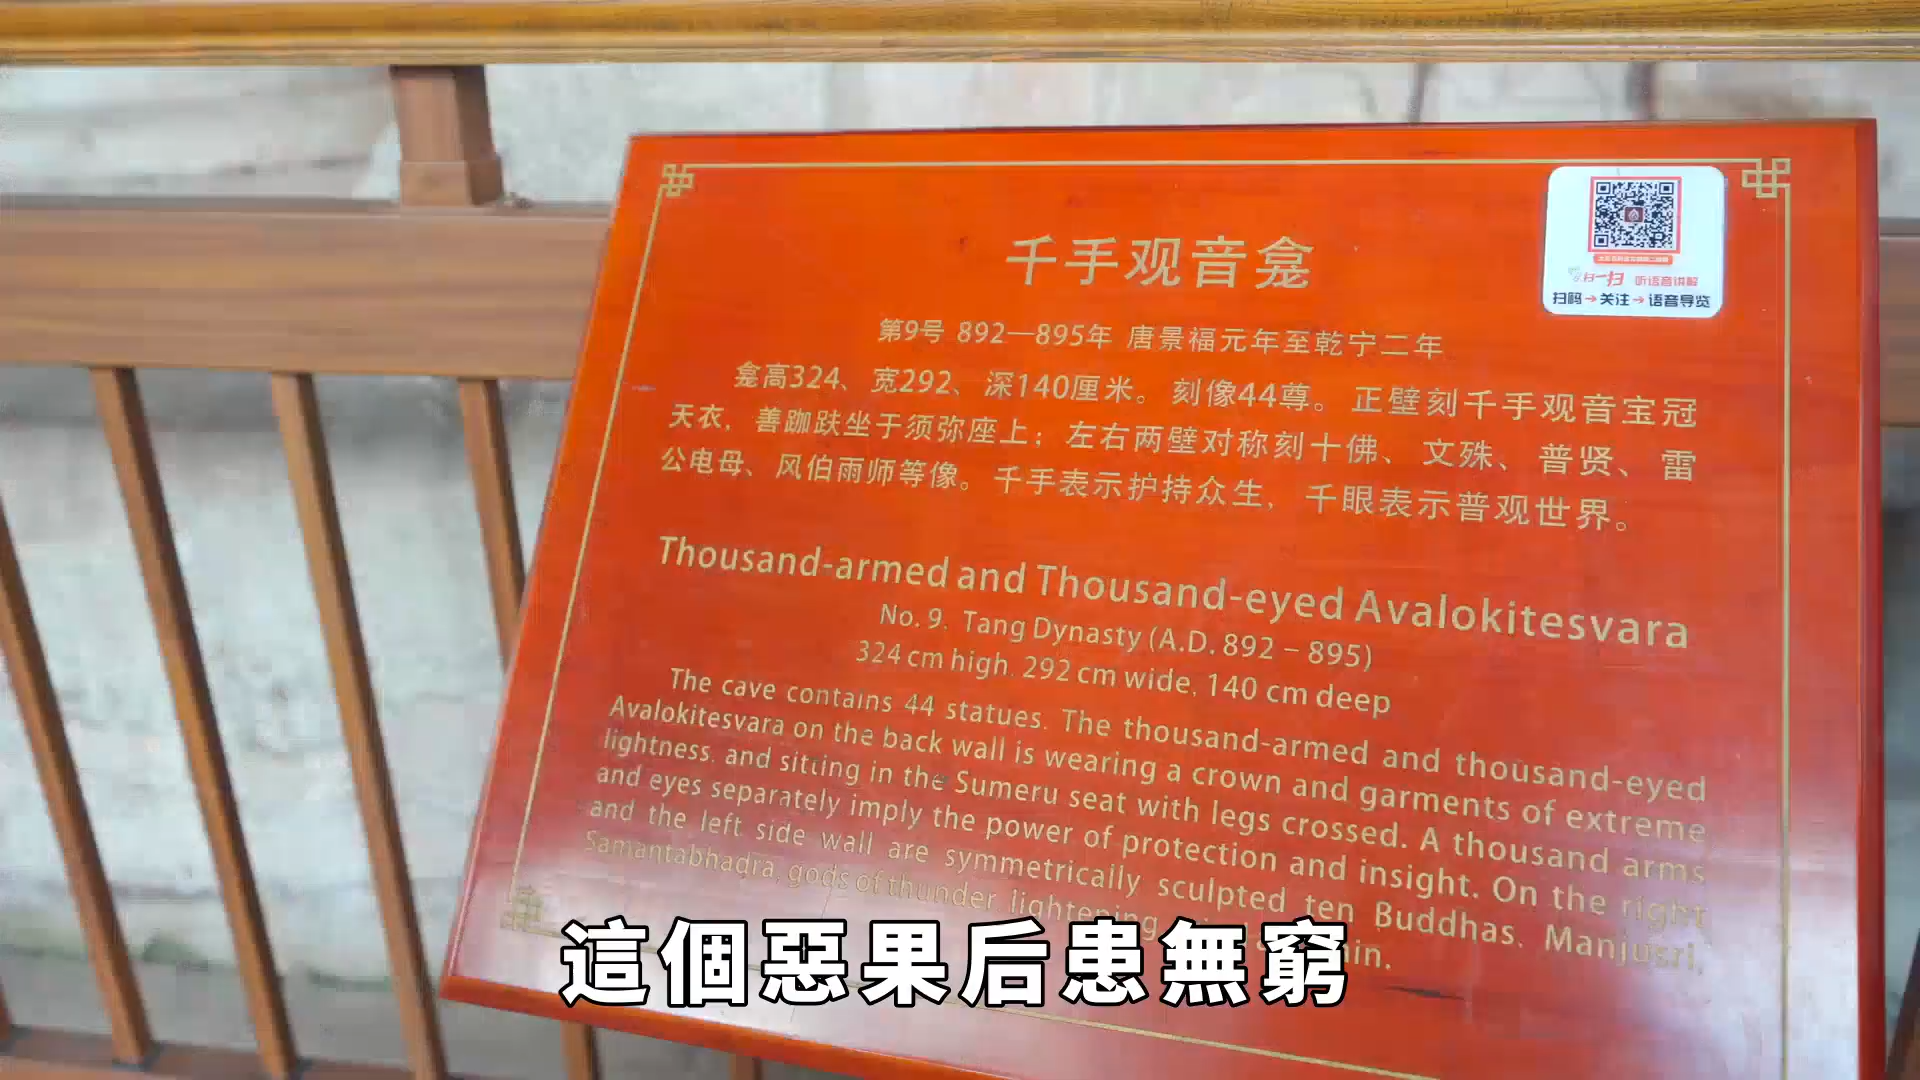 千手观音龛
扫一扫 听语音讲解
扫码→关注→语音导览
第9号 892—895年 唐景福元年至乾宁二年
龛高324、宽292、深140厘米。刻像44尊。正壁刻千手观音宝冠
天衣,善跏趺坐于须弥座上;左右两壁对称刻十佛、文殊、普贤、雷
公电母、风伯雨师等像。千手表示护持众生,千眼表示普观世界。
Thousand-armed and Thousand-eyed Avalokitesvara
No. 9. Tang Dynasty (A.D. 892 – 895)
324 cm high. 292 cm wide, 140 cm deep
The cave contains 44 statues. The thousand-armed and thousand-eyed
Avalokitesvara on the back wall is wearing a crown and garments of extreme
lightness. and sitting in the Sumeru seat with legs crossed. A thousand arms
and eyes separately imply the power of protection and insight. On the right
and the left side wall are symmetrically sculpted ten Buddhas. Manjusri,
Samantabhadra, gods of thunder, lightening
這個惡果后患無窮